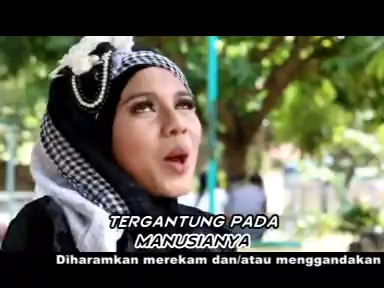 TERGANTUNG PADA
MANUSIANYA
Diharamkan merekam dan/atau menggandakan